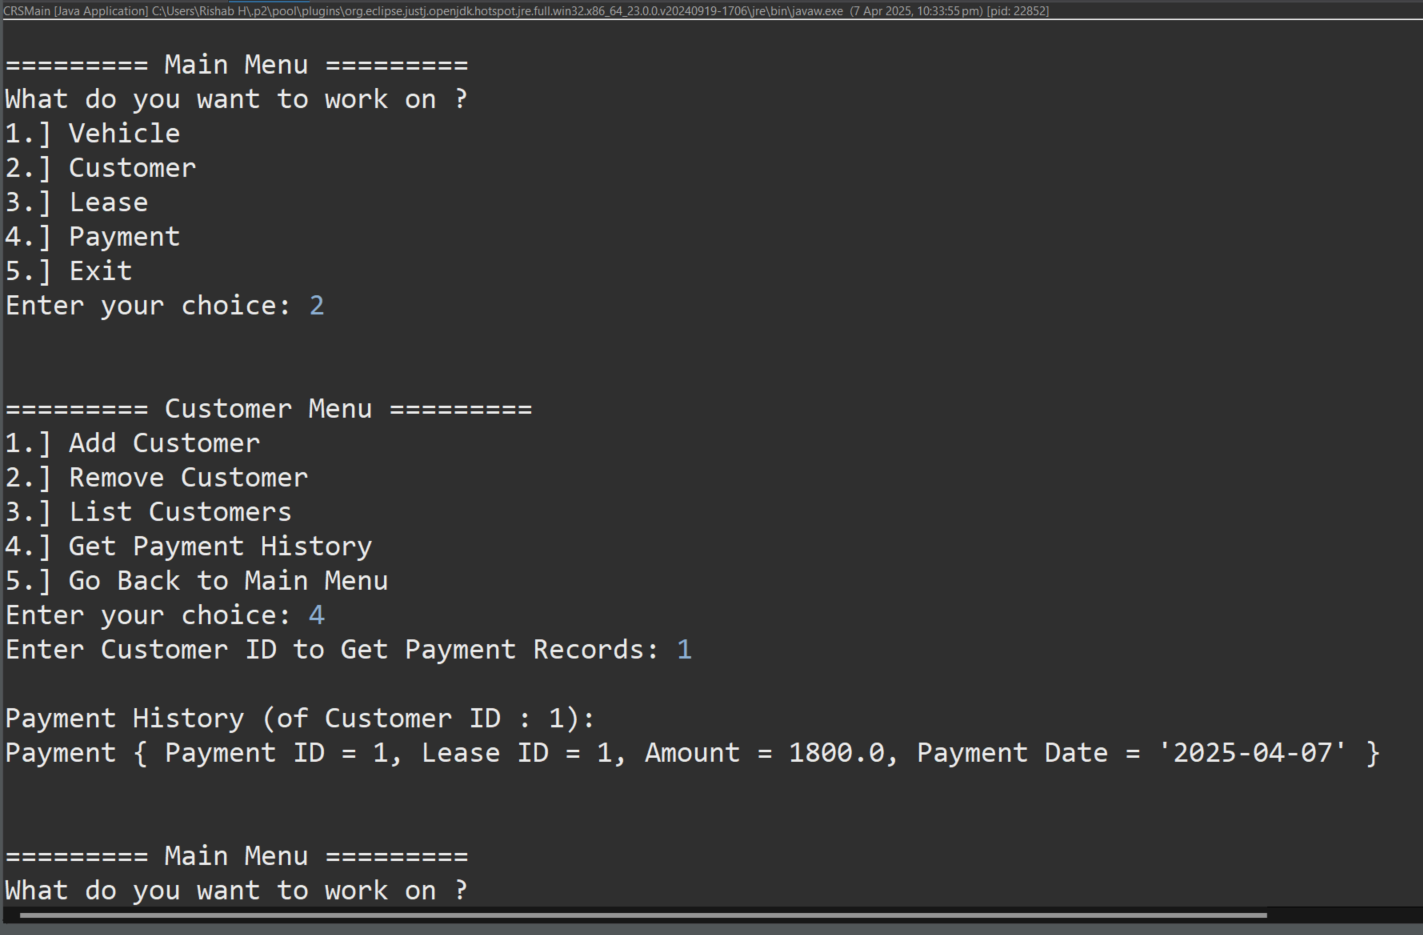 CRSMain [Java Application] C:\Users\Rishab H\.p2\pool\plugins\org.eclipse.justj.openjdk.hotspot.jre.full.win32.x86_64_23.0.0.v20240919-1706\jre\bin\javaw.exe (7 Apr 2025, 10:33:55 pm) [pid: 22852]
========= Main Menu =========
What do you want to work on ?
1.] Vehicle
2.] Customer
3.] Lease
4.] Payment
5.] Exit
Enter your choice: 2
========= Customer Menu =========
1.] Add Customer
2.] Remove Customer
3.] List Customers
4.] Get Payment History
5.] Go Back to Main Menu
Enter your choice: 4
Enter Customer ID to Get Payment Records: 1
Payment History (of Customer ID : 1):
Payment { Payment ID = 1, Lease ID = 1, Amount = 1800.0, Payment Date = '2025-04-07' }
========= Main Menu =========
What do you want to work on ?